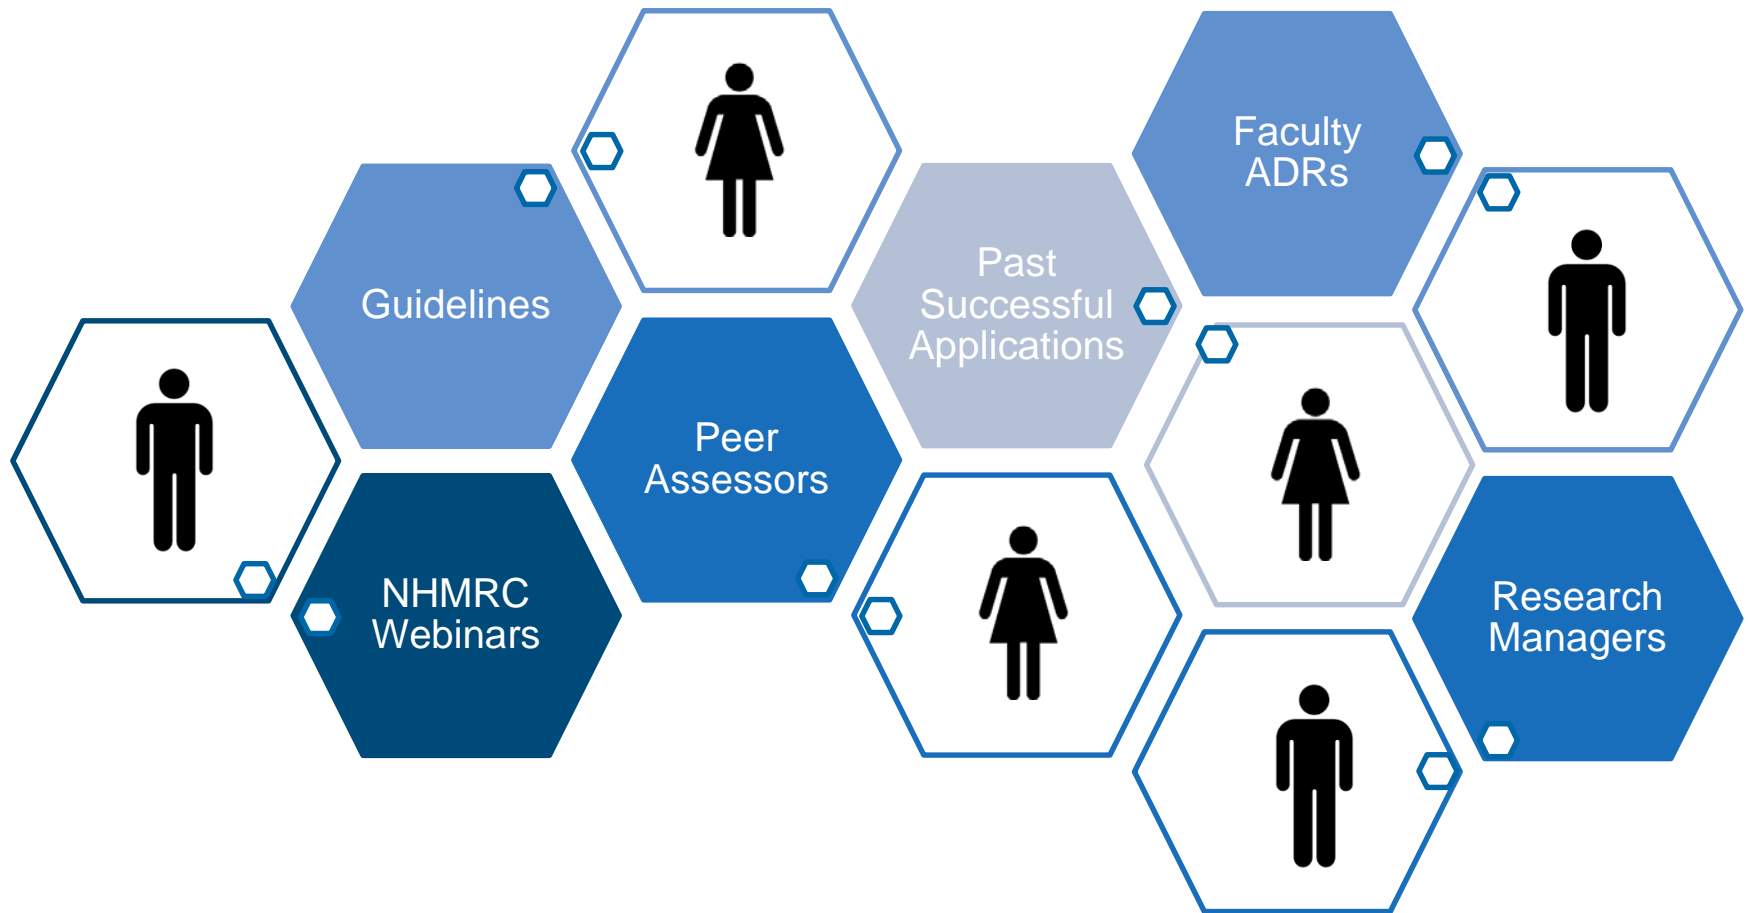 Faculty
ADRs
Past
Successful
Applications
Guidelines
Peer
Assessors
NHMRC
Webinars
Research
Managers